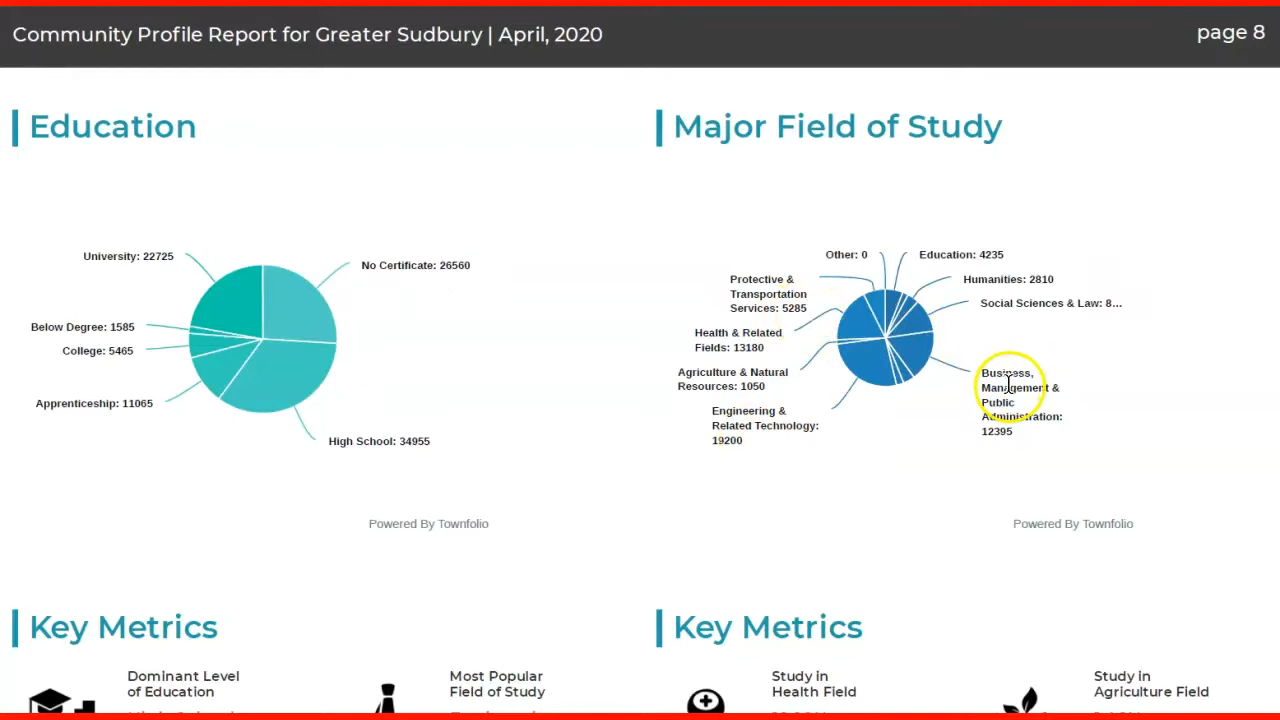 Community Profile Report for Greater Sudbury | April, 2020
page 8
Education
University: 22725
No Certificate: 26560
Below Degree: 1585
College: 5465
Apprenticeship: 11065
High School: 34955
Powered By Townfolio
Major Field of Study
Other: 0
Education: 4235
Protective &
Transportation
Services: 5285
Humanities: 2810
Social Sciences & Law: 8...
Health & Related
Fields: 13180
Agriculture & Natural
Resources: 1050
Business,
Management &
Public
Administration:
12395
Engineering &
Related Technology:
19200
Powered By Townfolio
Key Metrics
Dominant Level
of Education
Most Popular
Field of Study
Key Metrics
Study in
Health Field
Study in
Agriculture Field